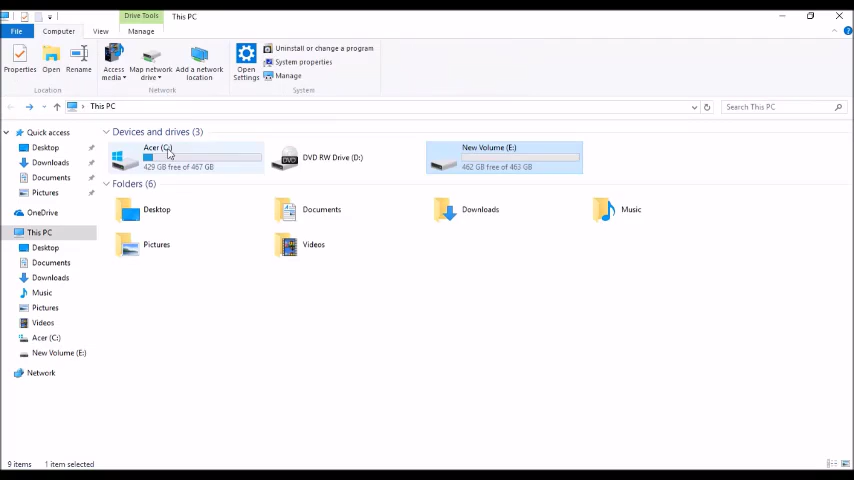 Drive Tools
This PC
File
Computer
View
Manage
Properties
Open
Rename
Access media
Map network drive
Add a network location
Open Settings
Uninstall or change a program
System properties
Manage
Location
Network
System
This PC
Search This PC
Quick access
Desktop
Downloads
Documents
Pictures
OneDrive
This PC
Desktop
Documents
Downloads
Music
Pictures
Videos
Acer (C:)
New Volume (E:)
Network
Devices and drives (3)
Acer (C:)
429 GB free of 467 GB
DVD
DVD RW Drive (D:)
New Volume (E:)
462 GB free of 463 GB
Folders (6)
Desktop
Documents
Downloads
Music
Pictures
Videos
9 items
1 item selected